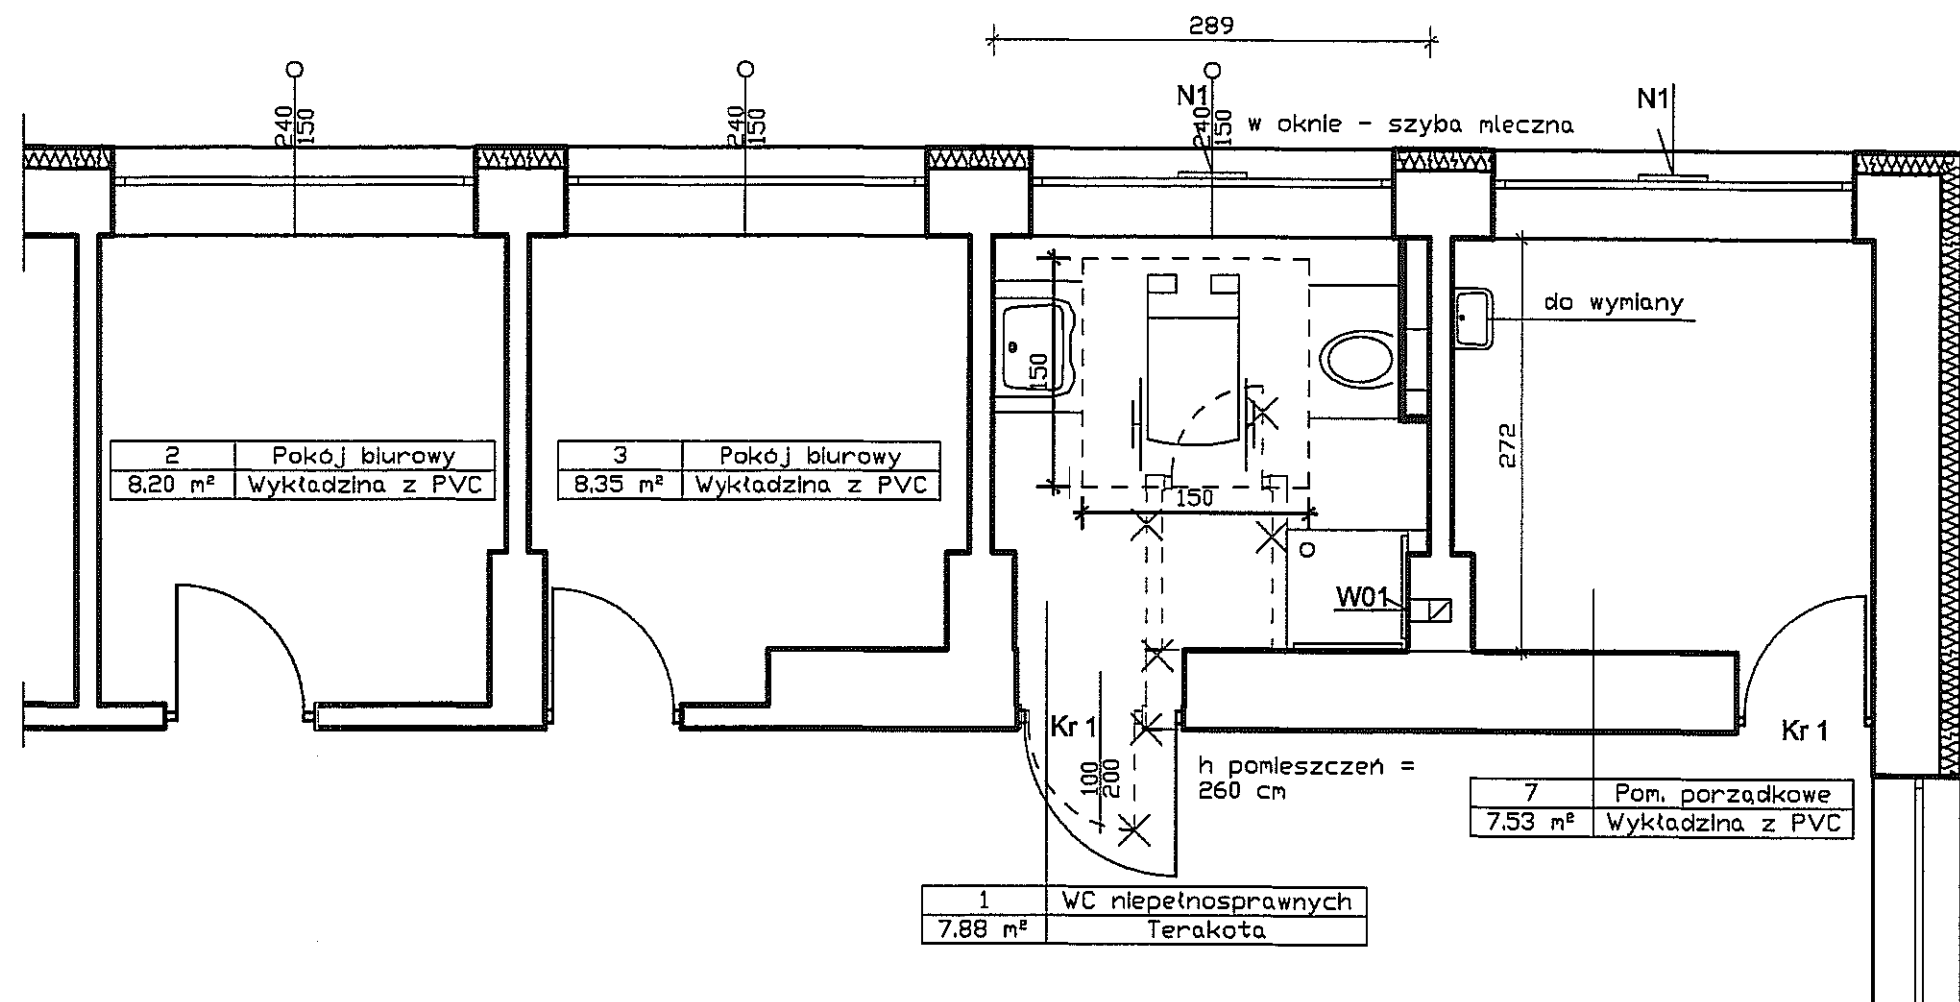 289
240
150
240
150
N1
240
150
w oknie - szyba mleczna
N1
150
do wymiany
272
2 Pokój biurowy
8,20 m² Wykładzina z PVC
3 Pokój biurowy
8,35 m² Wykładzina z PVC
150
W01
Kr 1
100
200
h pomieszczeń =
260 cm
Kr 1
7 Pom. porządkowe
7,53 m² Wykładzina z PVC
1 WC niepełnosprawnych
7,88 m² Terakota